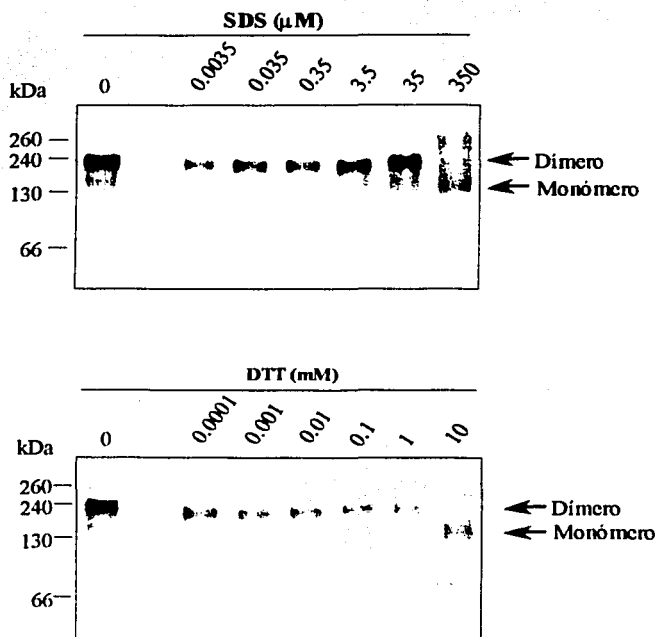 SDS (µM)
kDa 0 0.0035 0.035 0.35 3.5 35 350
260
240 Dímero
130 Monómero
66
DTT (mM)
kDa 0 0.0001 0.001 0.01 0.1 1 10
260
240 Dímero
130 Monómero
66